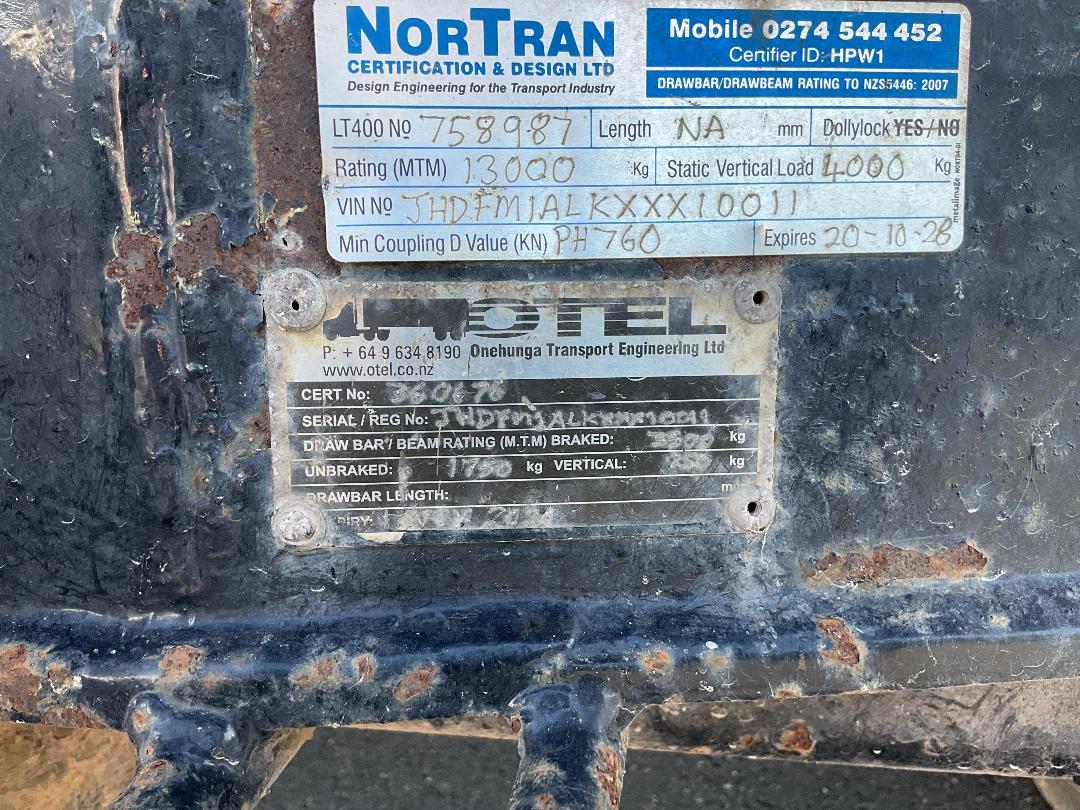 NORTRAN
CERTIFICATION & DESIGN LTD
Design Engineering for the Transport Industry
Mobile 0274 544 452
Certifier ID: HPW1
DRAWBAR/DRAWBEAM RATING TO NZS5446: 2007
LT400 No 758987 Length NA mm Dollylock YES / NO
Rating (MTM) 13000 Kg Static Vertical Load 4000 Kg
VIN No JHDFM1ALKXXX10011
Min Coupling D Value (KN) PH760 Expires 20-10-28
metalimage
OTEL
P: + 64 9 634 8190 Onehunga Transport Engineering Ltd
www.otel.co.nz
CERT No: 360676
SERIAL / REG No: JHDFM1ALKXXX10011
DRAW BAR / BEAM RATING (M.T.M) BRAKED: 3500 kg
UNBRAKED: 1750 kg VERTICAL: kg
DRAWBAR LENGTH: